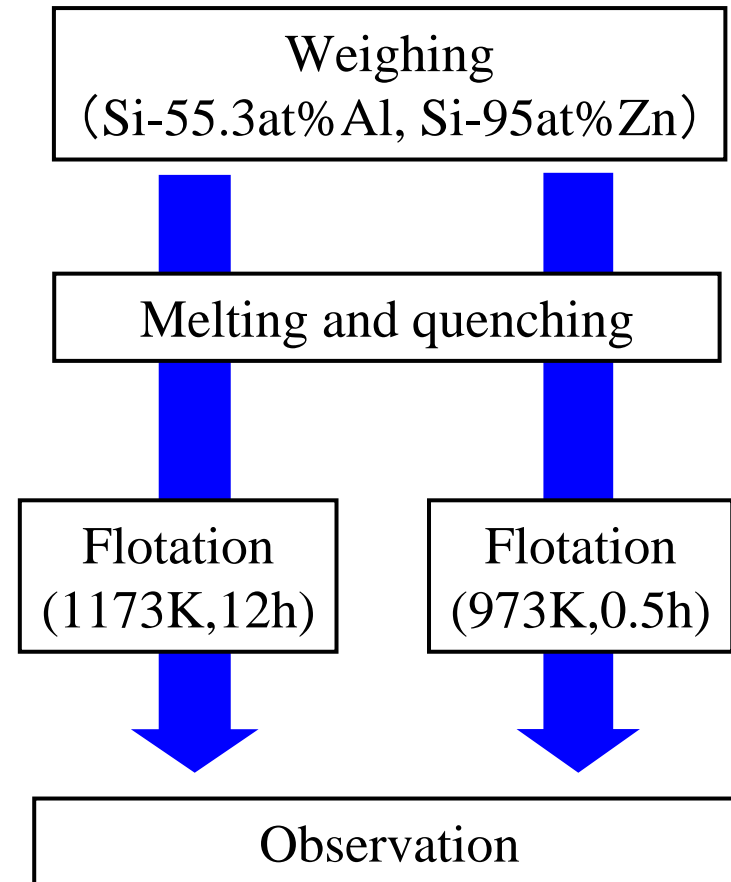 Weighing
（Si-55.3at%Al, Si-95at%Zn）
Melting and quenching
Flotation
(1173K,12h)
Flotation
(973K,0.5h)
Observation